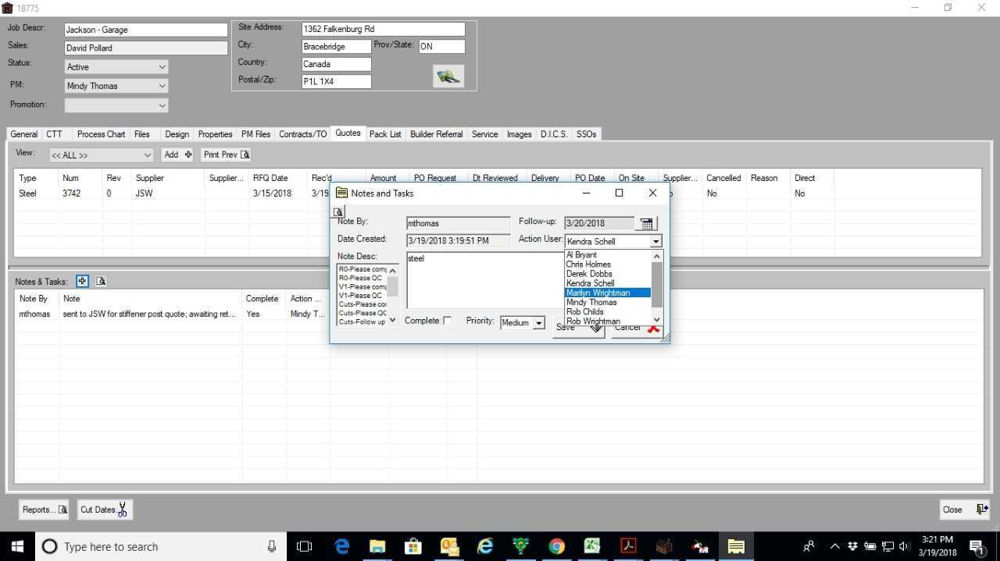 18775
Job Descr: Jackson - Garage
Sales: David Pollard
Status: Active
PM: Mindy Thomas
Promotion:
Site Address: 1362 Falkenburg Rd
City: Bracebridge Prov/State: ON
Country: Canada
Postal/Zip: P1L 1X4
General CTT Process Chart Files Design Properties PM Files Contracts/TO Quotes Pack List Builder Referral Service Images D.I.C.S. SSOs
View: << ALL >> Add Print Prev
Type Num Rev Supplier Supplier... RFQ Date Rec'd Amount PO Request Dt Reviewed Delivery PO Date On Site Supplier... Cancelled Reason Direct
Steel 3742 0 JSW 3/15/2018 3/19 No No
Notes and Tasks
Note By: mthomas Follow-up: 3/20/2018
Date Created: 3/19/2018 3:19:51 PM Action User: Kendra Schell
Note Desc: steel
R0-Please com
R0-Please QC
V1-Please com
V1-Please QC
Cuts-Please co
Cuts-Please QC
Cuts-Follow up
Al Bryant
Chris Holmes
Derek Dobbs
Kendra Schell
Marilyn Wrightman
Mindy Thomas
Rob Childs
Rob Wrightman
Complete Priority: Medium Save Cancel
Notes & Tasks:
Note By Note Complete Action ...
mthomas sent to JSW for stiffener post quote; awaiting ret... Yes Mindy T...
Reports... Cut Dates... Close
Type here to search
3:21 PM
3/19/2018
1